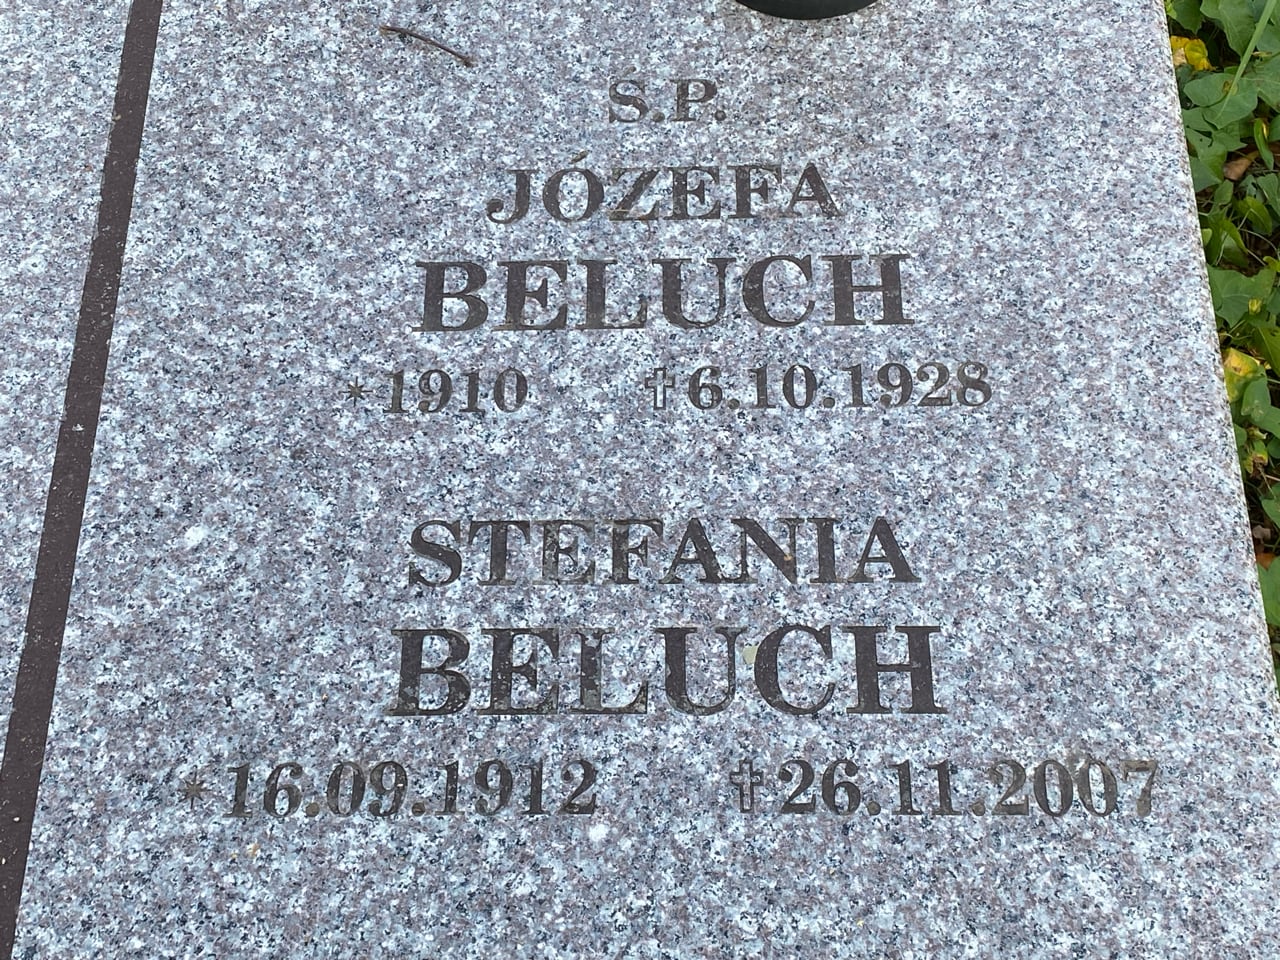 S.P.
JÓZEFA
BELUCH
*1910 †6.10.1928
STEFANIA
BELUCH
*16.09.1912 †26.11.2007